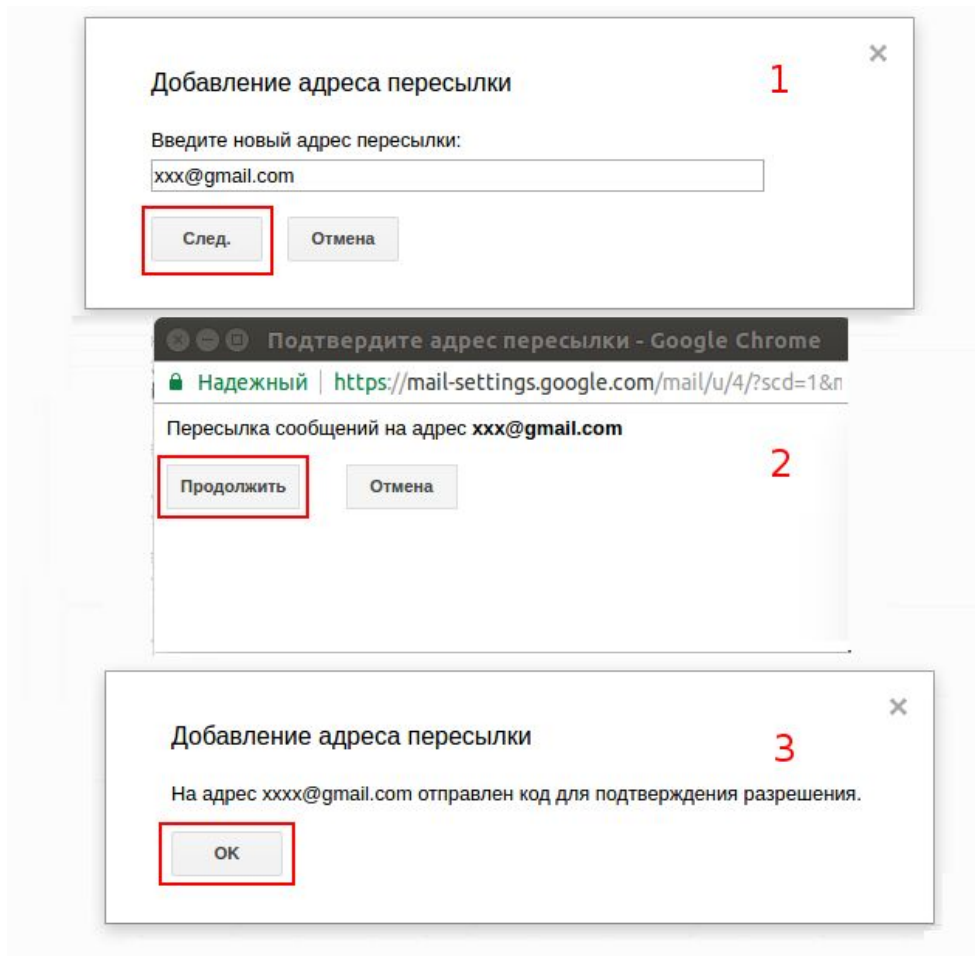 Добавление адреса пересылки
1
Введите новый адрес пересылки:
xxx@gmail.com
След. Отмена
Подтвердите адрес пересылки - Google Chrome
Надежный | https://mail-settings.google.com/mail/u/4/?scd=1&
Пересылка сообщений на адрес xxx@gmail.com
2
Продолжить Отмена
Добавление адреса пересылки
3
На адрес xxxx@gmail.com отправлен код для подтверждения разрешения.
OK